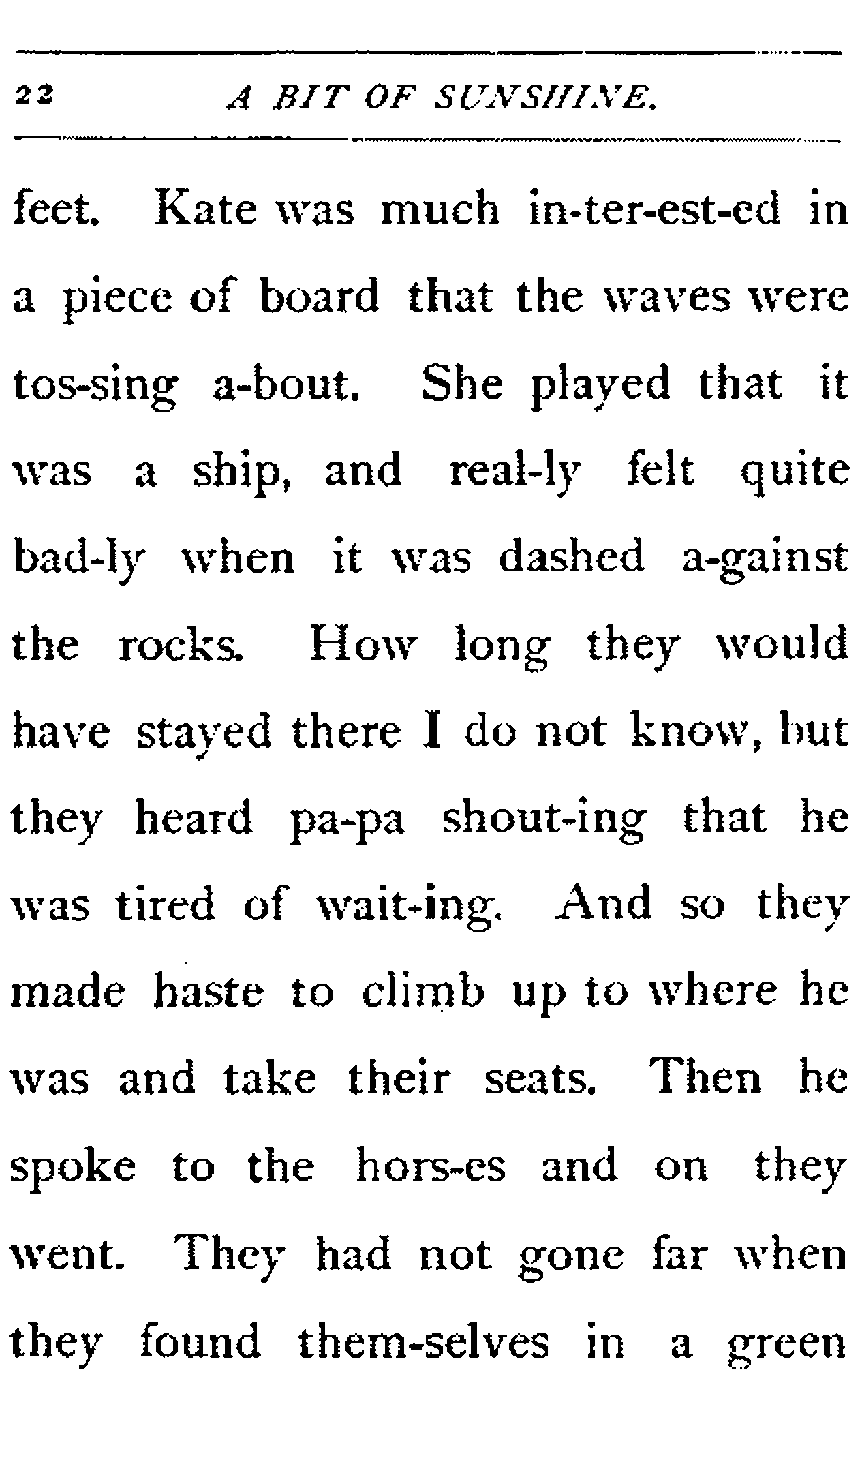 22 A BIT OF SUNSHINE.
feet. Kate was much in-ter-est-ed in
a piece of board that the waves were
tos-sing a-bout. She played that it
was a ship, and real-ly felt quite
bad-ly when it was dashed a-gainst
the rocks. How long they would
have stayed there I do not know, but
they heard pa-pa shout-ing that he
was tired of wait-ing. And so they
made haste to climb up to where he
was and take their seats. Then he
spoke to the hors-es and on they
went. They had not gone far when
they found them-selves in a green